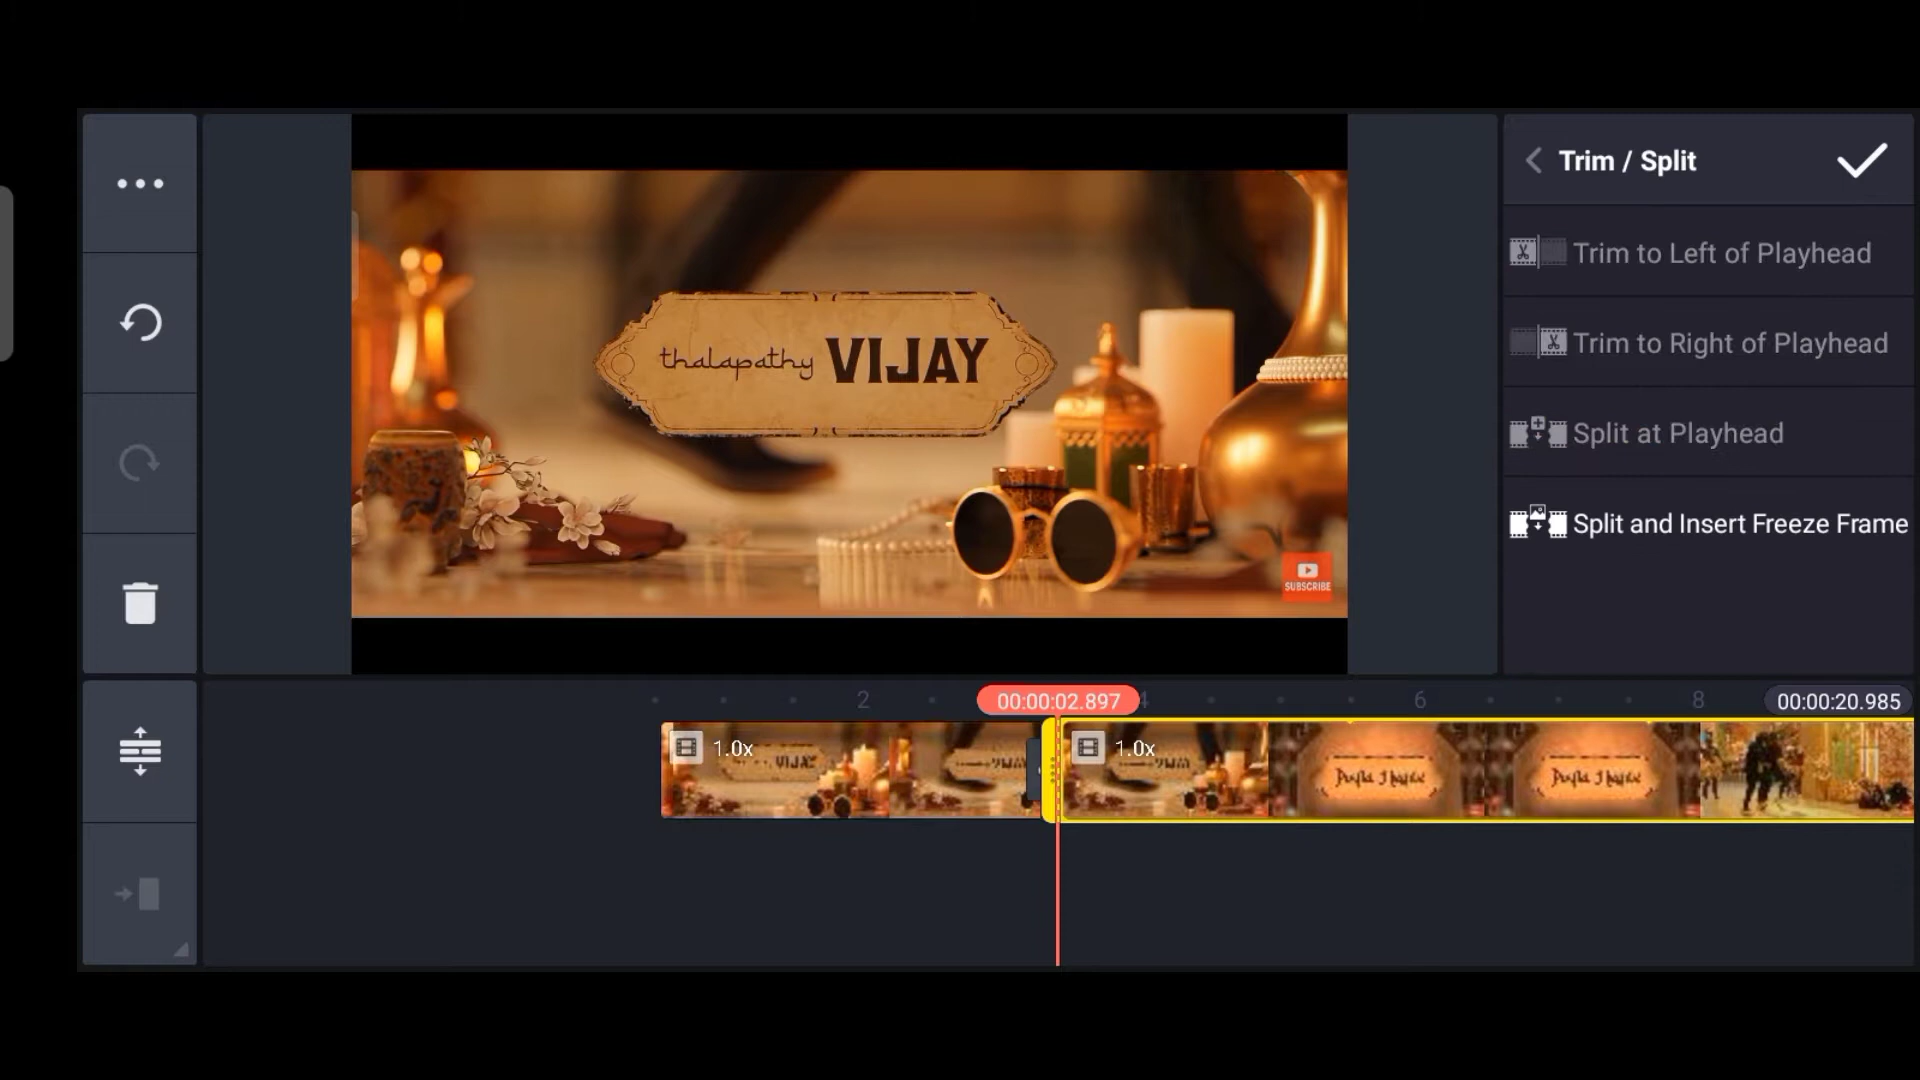 Trim / Split
Trim to Left of Playhead
Trim to Right of Playhead
Split at Playhead
Split and Insert Freeze Frame
thalapathy VIJAY
SUBSCRIBE
2
00:00:02.897
4
6
8
00:00:20.985
1.0x
VIJAY
1.0x